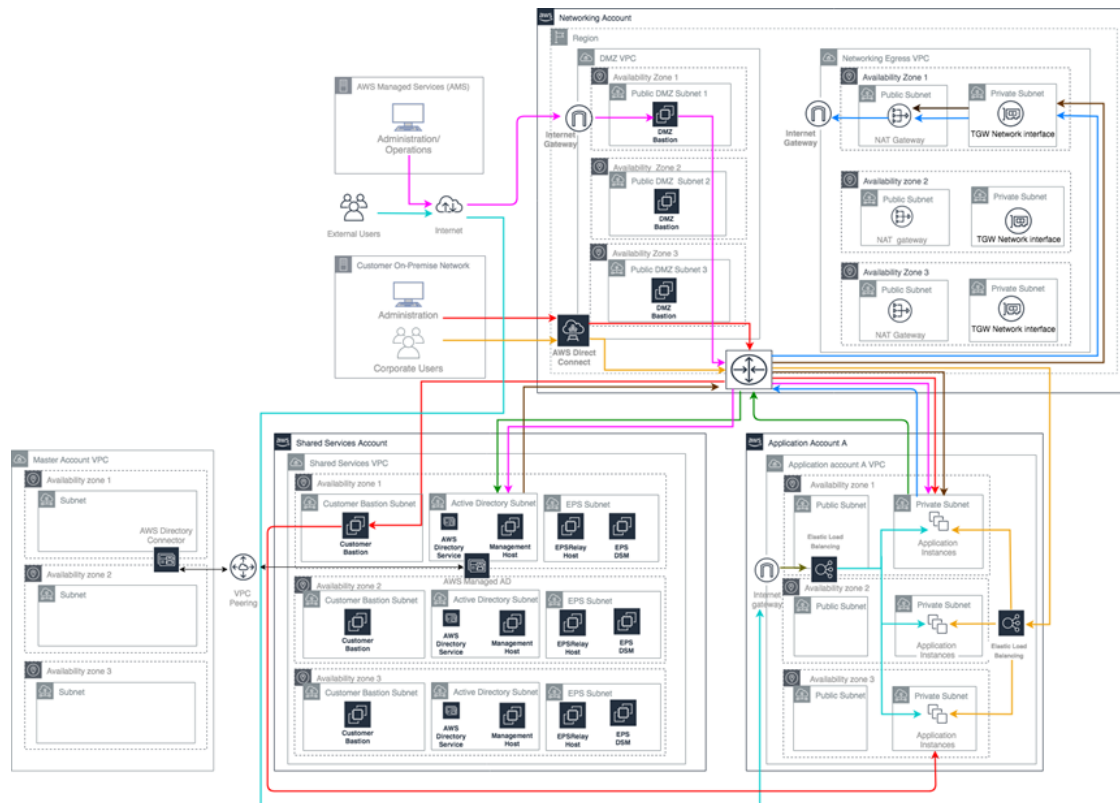 aws
Networking Account
Region
DMZ VPC
Availability Zone 1
Public DMZ Subnet 1
DMZ
Bastion
Internet
Gateway
Availability Zone 2
Public DMZ Subnet 2
DMZ
Bastion
Availability Zone 3
Public DMZ Subnet 3
DMZ
Bastion
AWS Direct
Connect
Networking Egress VPC
Availability Zone 1
Public Subnet
NAT Gateway
Private Subnet
TGW Network interface
Internet
Gateway
Availability zone 2
Public Subnet
NAT gateway
Private Subnet
TGW Network interface
Availability Zone 3
Public Subnet
NAT Gateway
Private Subnet
TGW Network interface
AWS Managed Services (AMS)
Administration/
Operations
External Users
Internet
Customer On-Premise Network
Administration
Corporate Users
Master Account VPC
Availability zone 1
Subnet
AWS Directory
Connector
Availability zone 2
Subnet
Availability zone 3
Subnet
VPC
Peering
aws
Shared Services Account
Shared Services VPC
Availability zone 1
Customer Bastion Subnet
Customer
Bastion
Active Directory Subnet
AWS
Directory
Service
Management
Host
EPS Subnet
EPSRelay
Host
EPS
DSM
AWS Managed AD
Availability zone 2
Customer Bastion Subnet
Customer
Bastion
Active Directory Subnet
AWS
Directory
Service
Management
Host
EPS Subnet
EPSRelay
Host
EPS
DSM
Availability zone 3
Customer Bastion Subnet
Customer
Bastion
Active Directory Subnet
AWS
Directory
Service
Management
Host
EPS Subnet
EPSRelay
Host
EPS
DSM
aws
Application Account A
Application account A VPC
Availability zone 1
Public Subnet
Elastic Load
Balancing
Private Subnet
Application
Instances
Internet
gateway
Availability zone 2
Public Subnet
Private Subnet
Application
Instances
Elastic Load
Balancing
Availability zone 3
Public Subnet
Private Subnet
Application
Instances